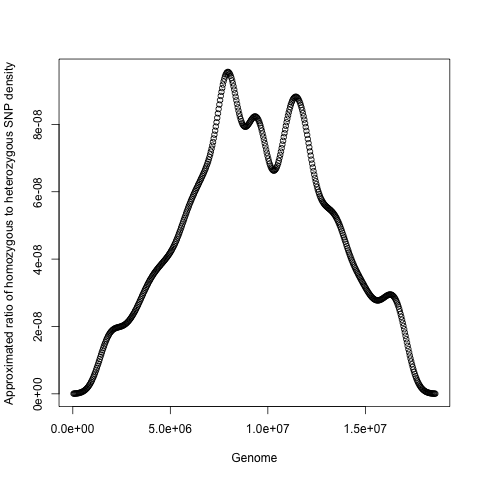 Approximated ratio of homozygous to heterozygous SNP density
8e-08
6e-08
4e-08
2e-08
0e+00
0.0e+00 5.0e+06 1.0e+07 1.5e+07
Genome